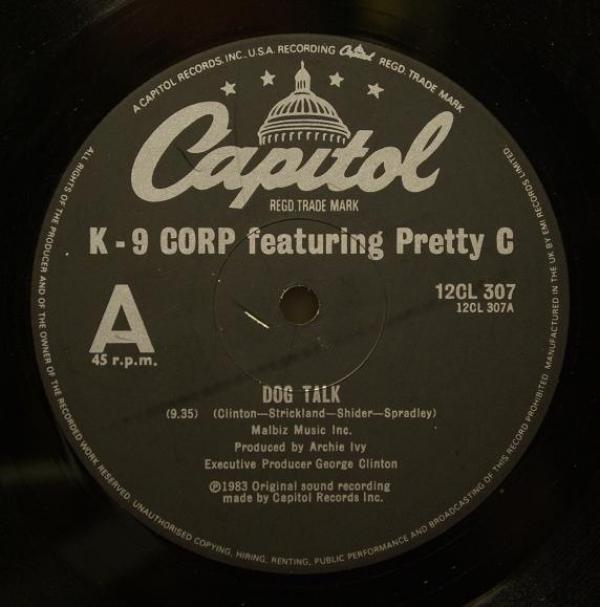 A CAPITOL RECORDS, INC., U.S.A. RECORDING Capitol REGD. TRADE MARK
Capitol
REGD. TRADE MARK
K-9 CORP featuring Pretty C
A
45 r.p.m.
12CL 307
12CL 307A
DOG TALK
(9.35) (Clinton—Strickland—Shider—Spradley)
Malbiz Music Inc.
Produced by Archie Ivy
Executive Producer George Clinton
℗1983 Original sound recording
made by Capitol Records Inc.
ALL RIGHTS OF THE PRODUCER AND OF THE OWNER OF THE RECORDED WORK RESERVED. UNAUTHORISED COPYING, HIRING, RENTING, PUBLIC PERFORMANCE AND BROADCASTING OF THIS RECORD PROHIBITED. MANUFACTURED IN THE UK BY EMI RECORDS LIMITED